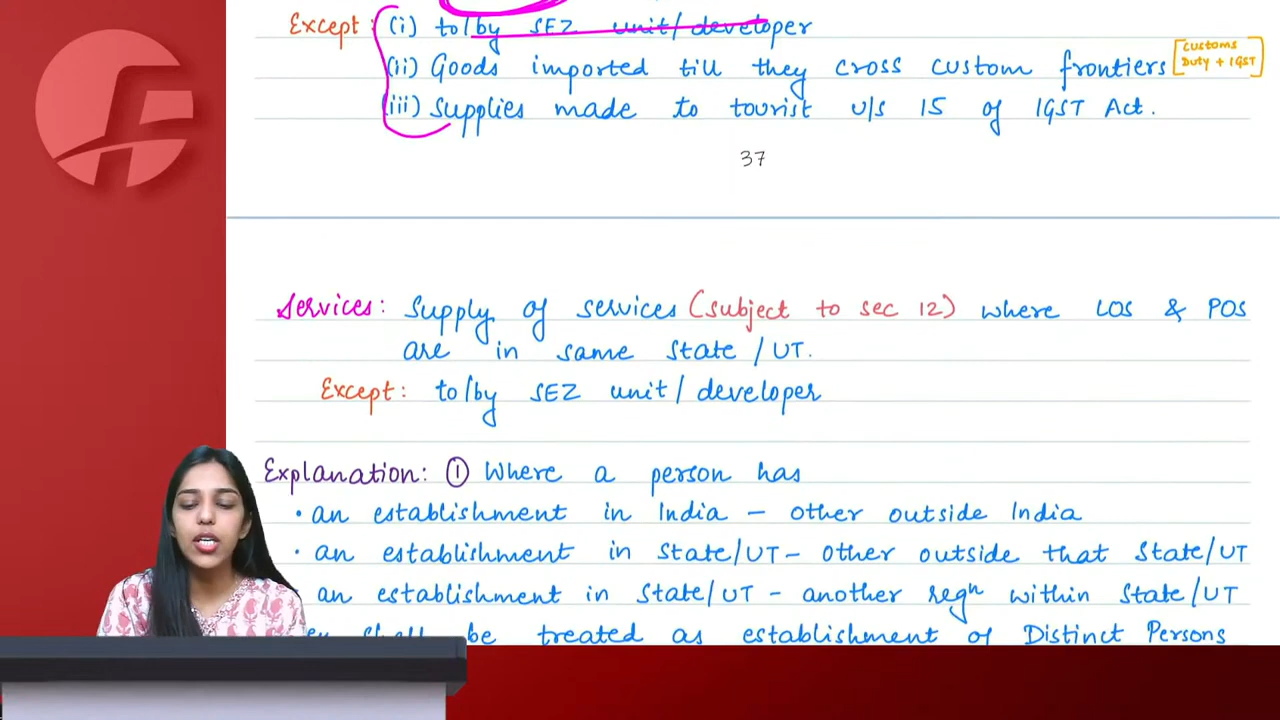 Except : (i) to/by SEZ unit/ developer
(ii) Goods imported till they cross custom frontiers [Customs Duty + IGST]
(iii) Supplies made to tourist u/s 15 of IGST Act.
37
Services: Supply of services (subject to sec 12) where LOS & POS
are in same State / UT.
Except: to/by SEZ unit/ developer
Explanation: ① Where a person has
• an establishment in India – other outside India
• an establishment in State/UT – other outside that State/UT
an establishment in State/UT – another regn within State/UT
shall be treated as establishment of Distinct Persons